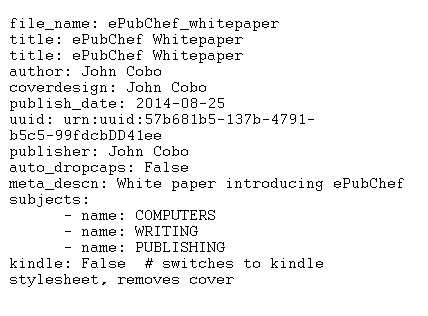 file_name: ePubChef_whitepaper
title: ePubChef Whitepaper
title: ePubChef Whitepaper
author: John Cobo
coverdesign: John Cobo
publish_date: 2014-08-25
uuid: urn:uuid:57b681b5-137b-4791-
b5c5-99fdcbDD41ee
publisher: John Cobo
auto_dropcaps: False
meta_descn: White paper introducing ePubChef
subjects:
- name: COMPUTERS
- name: WRITING
- name: PUBLISHING
kindle: False  # switches to kindle
stylesheet, removes cover